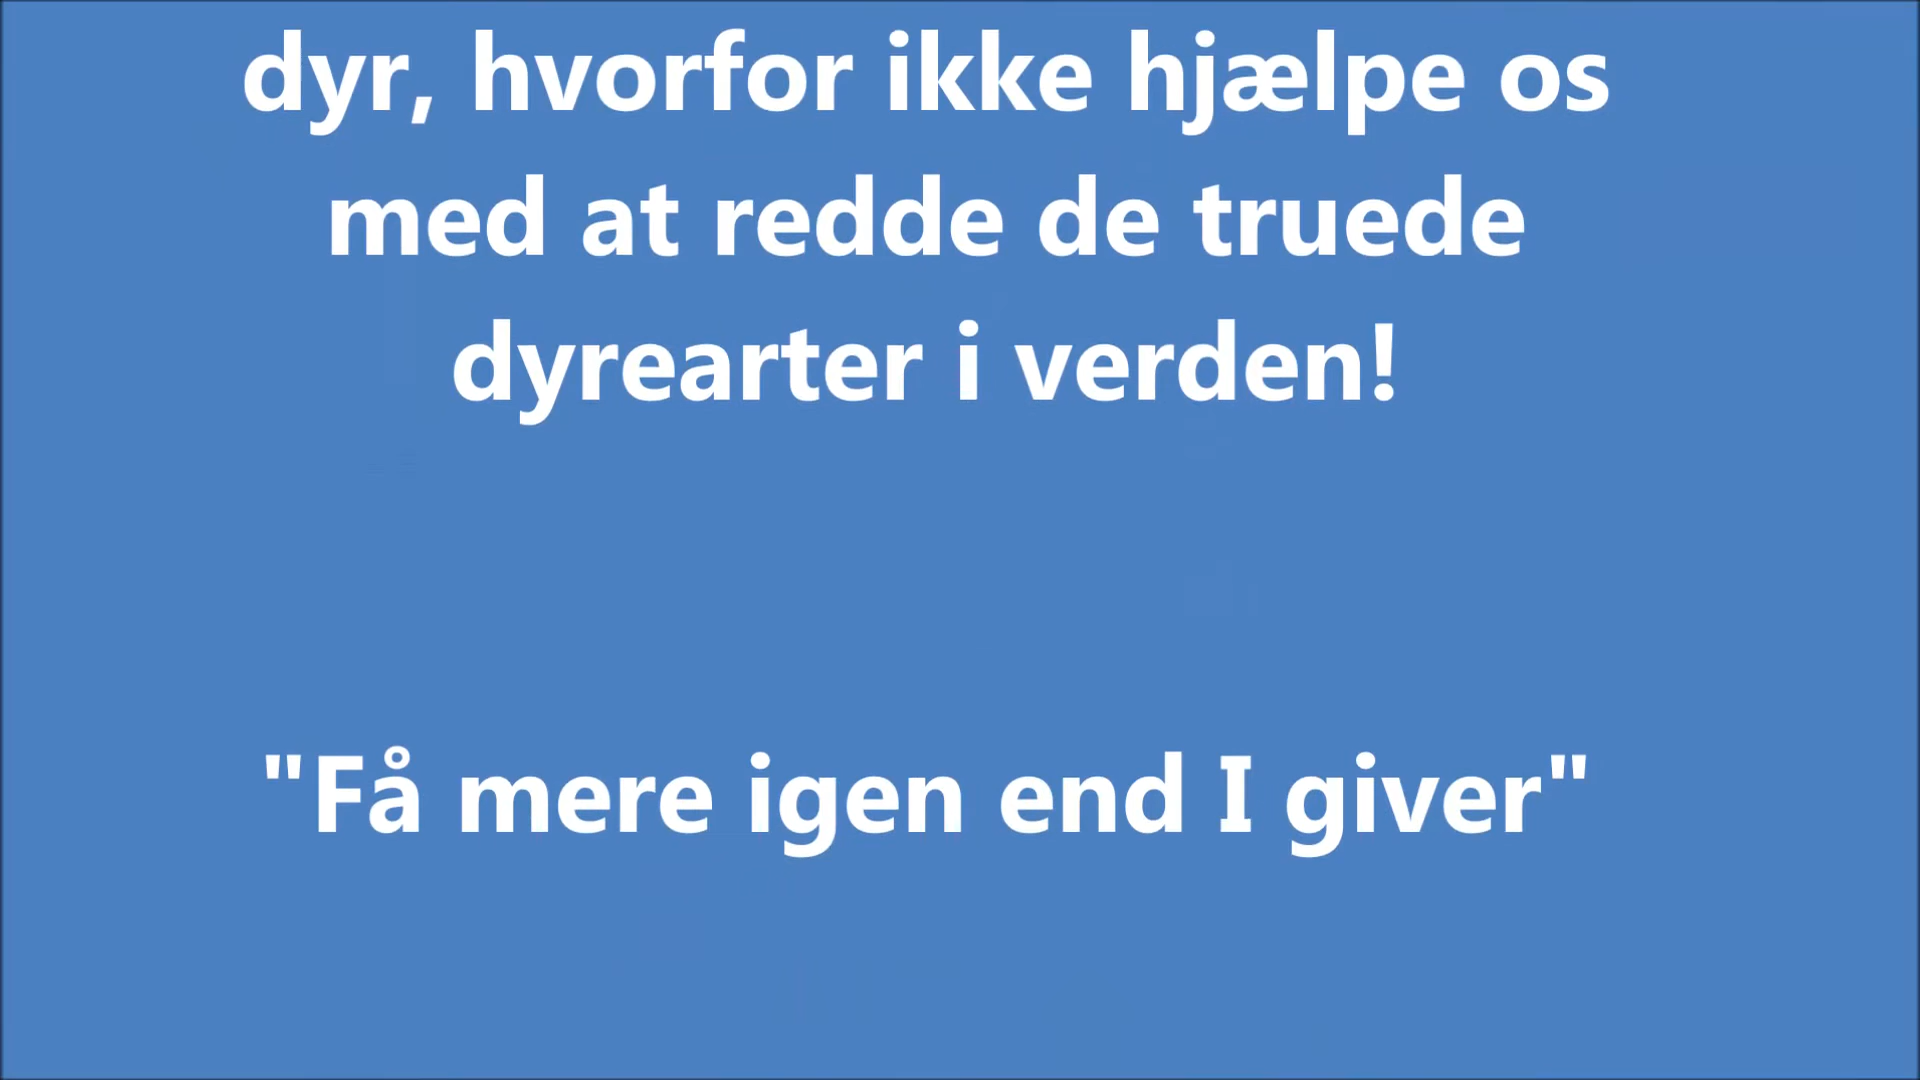 dyr, hvorfor ikke hjælpe os
med at redde de truede
dyrearter i verden!
"Få mere igen end I giver"